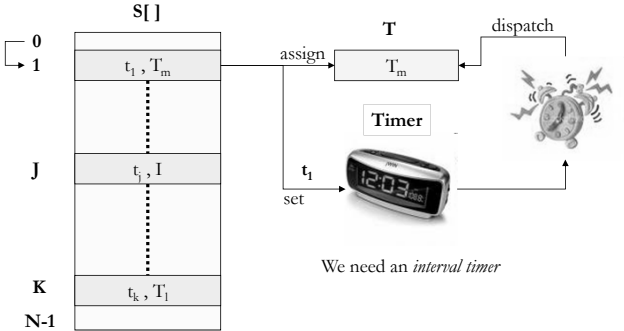 S[ ]
T
dispatch
0
1
t1 , Tm
assign
Tm
Timer
J
tj , I
t1
set
12:03
We need an interval timer
K
tk , Tl
N-1